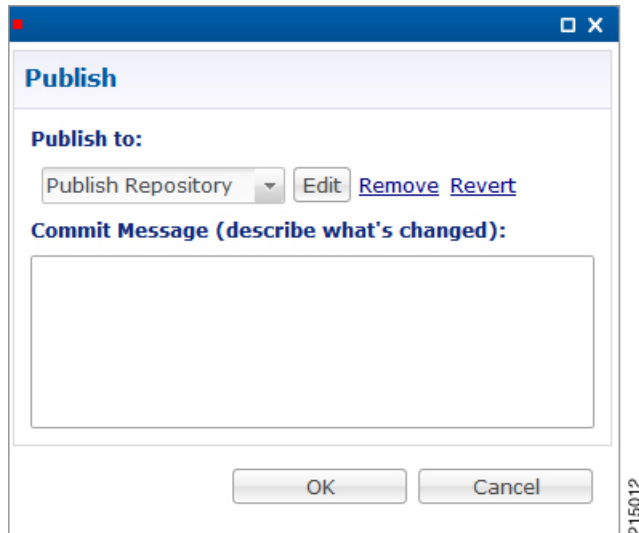 Publish
Publish to:
Publish Repository Edit Remove Revert
Commit Message (describe what's changed):
OK Cancel
215012